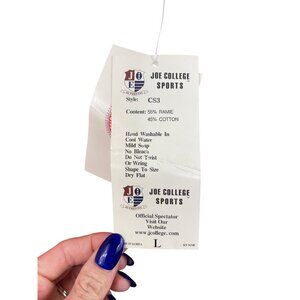 JOE COLLEGE
SPORTS
Style: CS3
Content: 55% RAMIE
45% COTTON
Hand Washable In
Cool Water
Mild Soap
No Bleach
Do Not Twist
Or Wring
Shape To Size
Dry Flat
JOE COLLEGE
SPORTS
Official Spectator
Visit Our
Website
www.jcollege.com
L